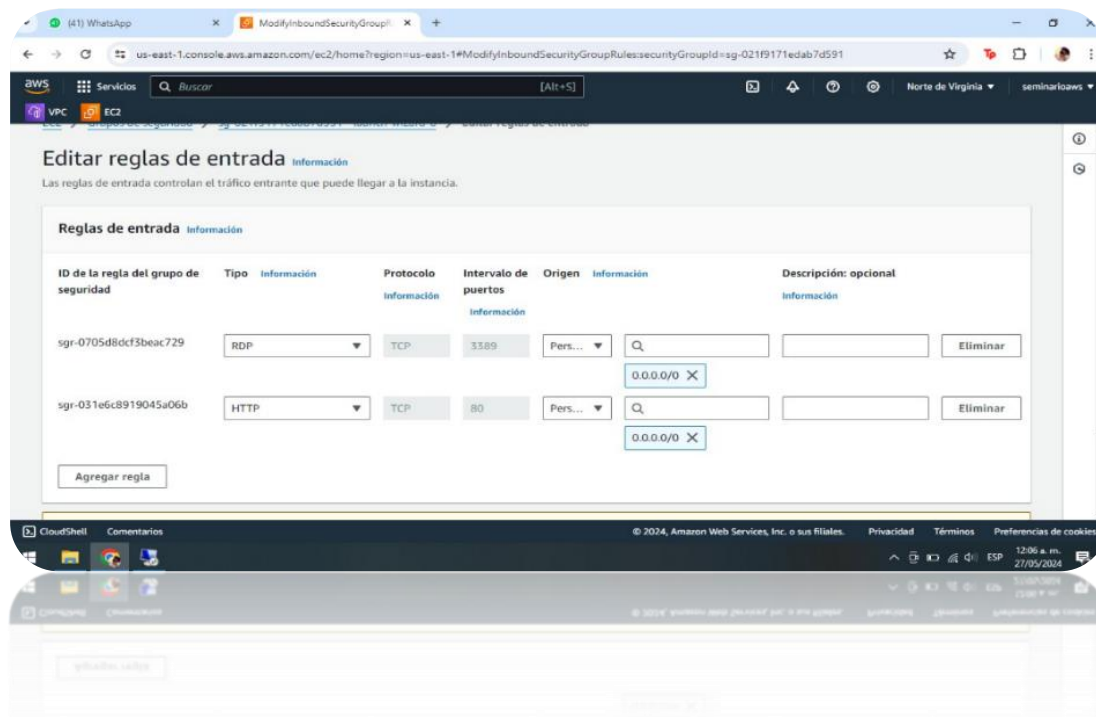 (41) WhatsApp
ModifyInboundSecurityGroupR
us-east-1.console.aws.amazon.com/ec2/home?region=us-east-1#ModifyInboundSecurityGroupRules:securityGroupId=sg-021f9171edab7d591
aws Servicios Buscar [Alt+S] Norte de Virginia seminarioaws
VPC EC2
Editar reglas de entrada Información
Las reglas de entrada controlan el tráfico entrante que puede llegar a la instancia.
Reglas de entrada Información
ID de la regla del grupo de seguridad Tipo Información Protocolo Información Intervalo de puertos Información Origen Información Descripción: opcional Información
sgr-0705d8dcf3beac729 RDP TCP 3389 Pers... Eliminar
0.0.0.0/0
sgr-031e6c8919045a06b HTTP TCP 80 Pers... Eliminar
0.0.0.0/0
Agregar regla
CloudShell Comentarios © 2024, Amazon Web Services, Inc. o sus filiales. Privacidad Términos Preferencias de cookies
ESP 12:06 a. m.
27/05/2024